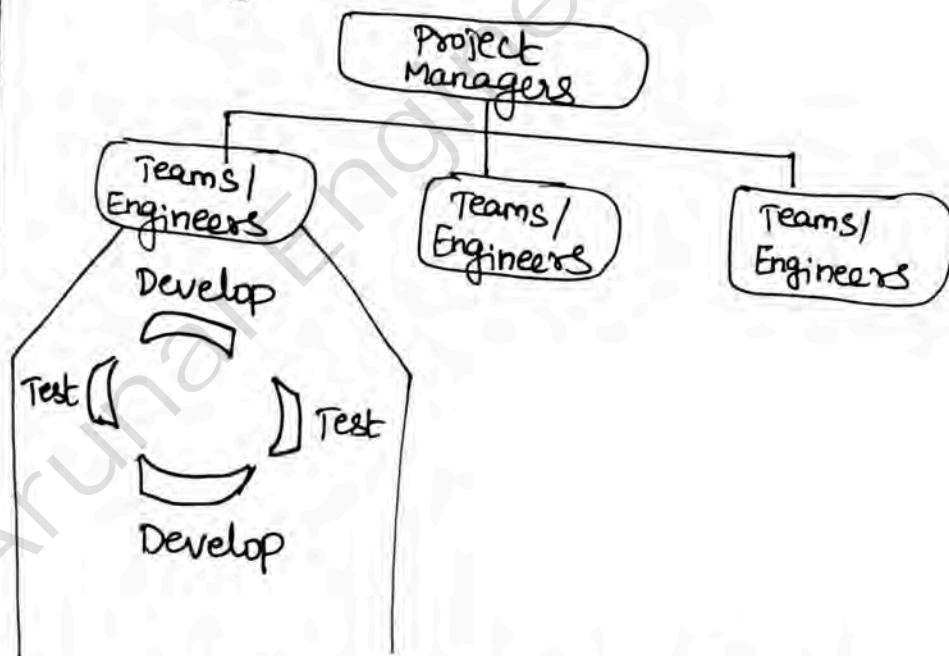 Project
Managers
Teams/
Engineers
Teams/
Engineers
Teams/
Engineers
Develop
Test
Test
Develop